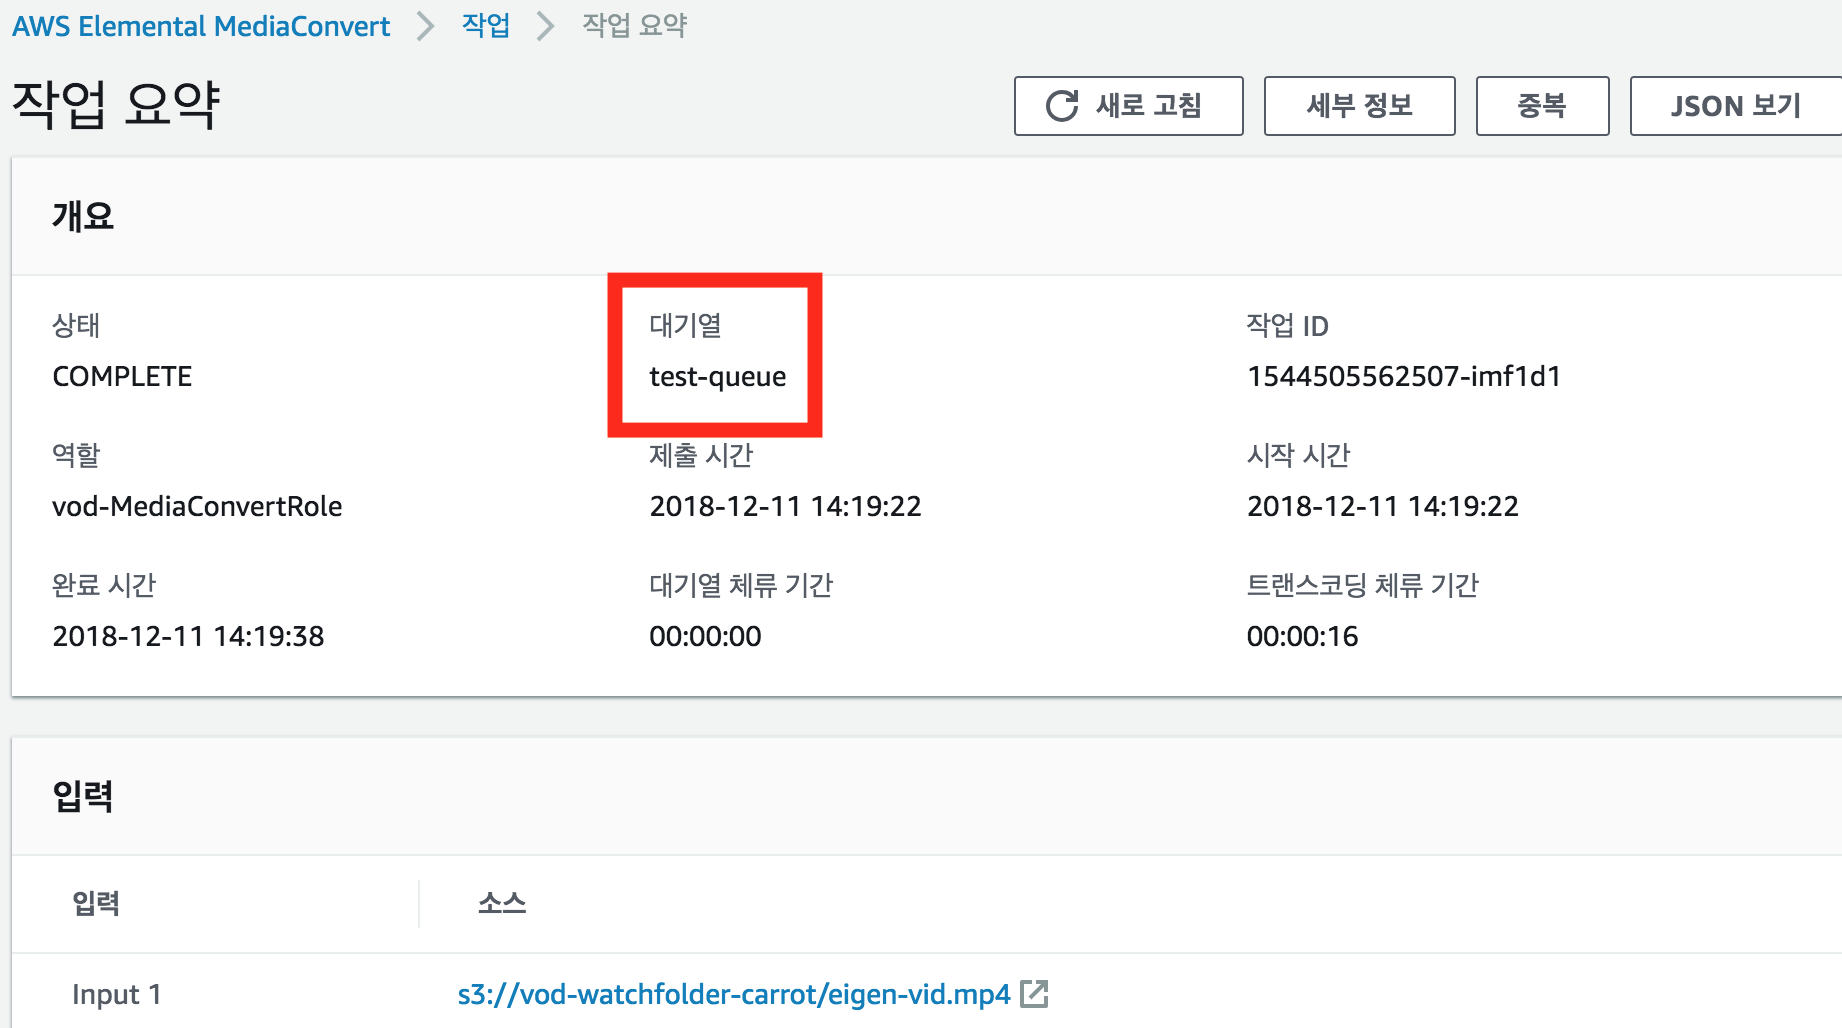 AWS Elemental MediaConvert > 작업 > 작업 요약
작업 요약
새로 고침 세부 정보 중복 JSON 보기
개요
상태 대기열 작업 ID
COMPLETE test-queue 1544505562507-imf1d1
역할 제출 시간 시작 시간
vod-MediaConvertRole 2018-12-11 14:19:22 2018-12-11 14:19:22
완료 시간 대기열 체류 기간 트랜스코딩 체류 기간
2018-12-11 14:19:38 00:00:00 00:00:16
입력
입력 소스
Input 1 s3://vod-watchfolder-carrot/eigen-vid.mp4